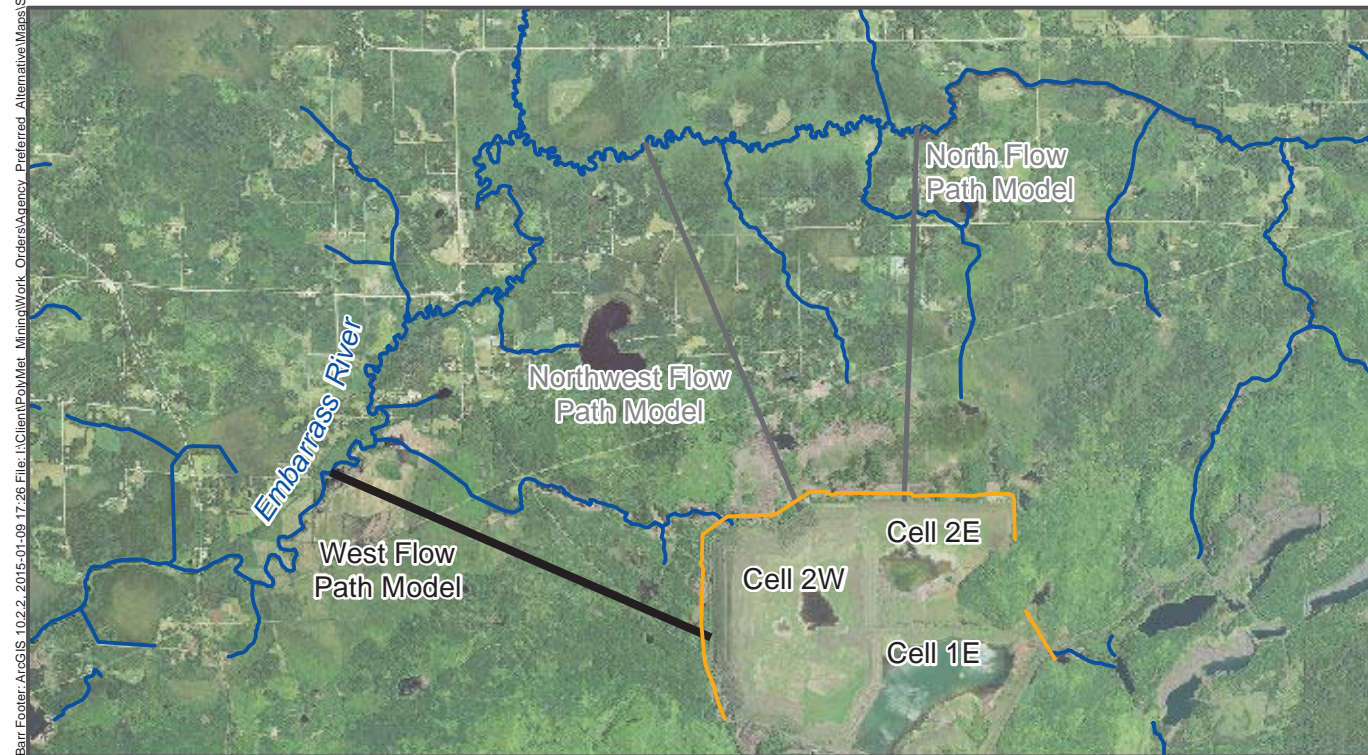 Barr Footer: ArcGIS 10.2.2, 2015-01-09 17:26 File: I:\Client\PolyMet_Mining\Work_Orders\Agency_Preferred_Alternative\Maps\S
North Flow
Path Model
Northwest Flow
Path Model
Embarrass River
West Flow
Path Model
Cell 2E
Cell 2W
Cell 1E